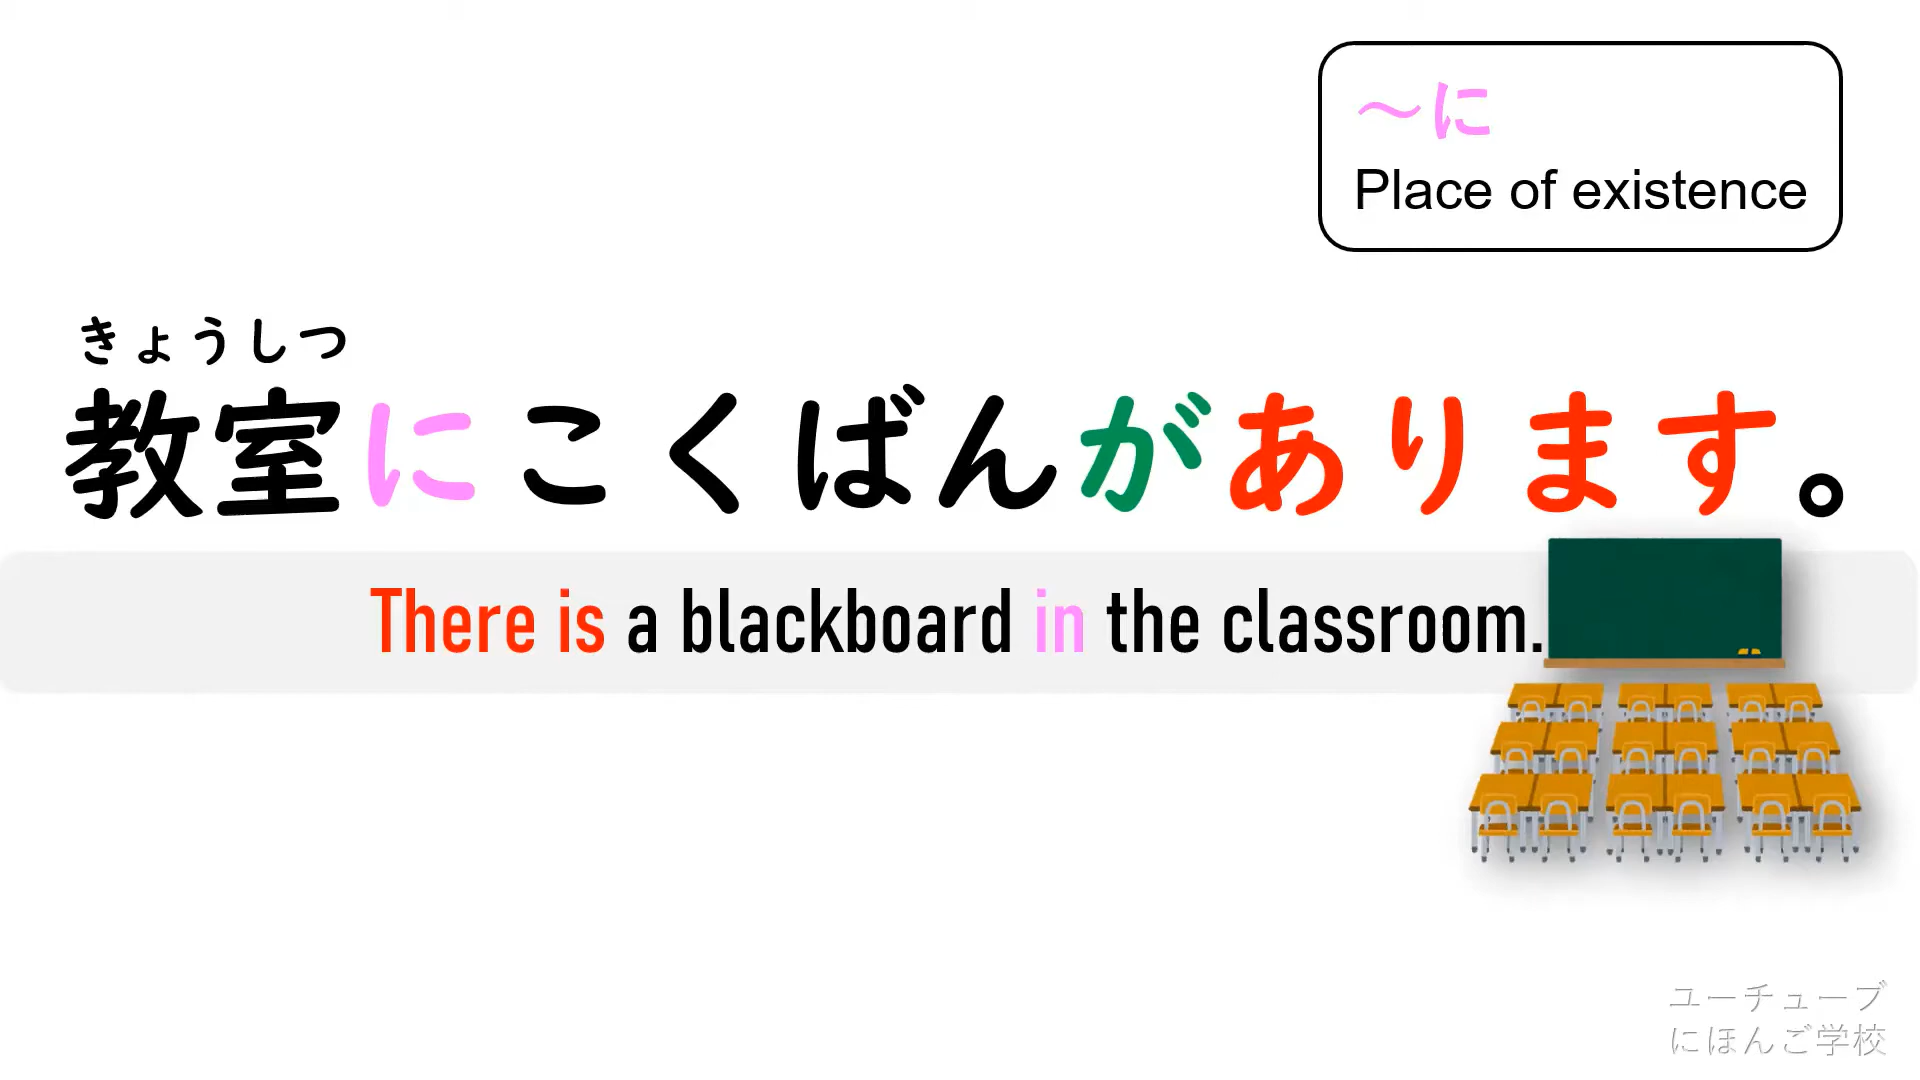 ～に
Place of existence
きょうしつ
教室にこくばんがあります。
There is a blackboard in the classroom.
ユーチューブ
にほんご学校